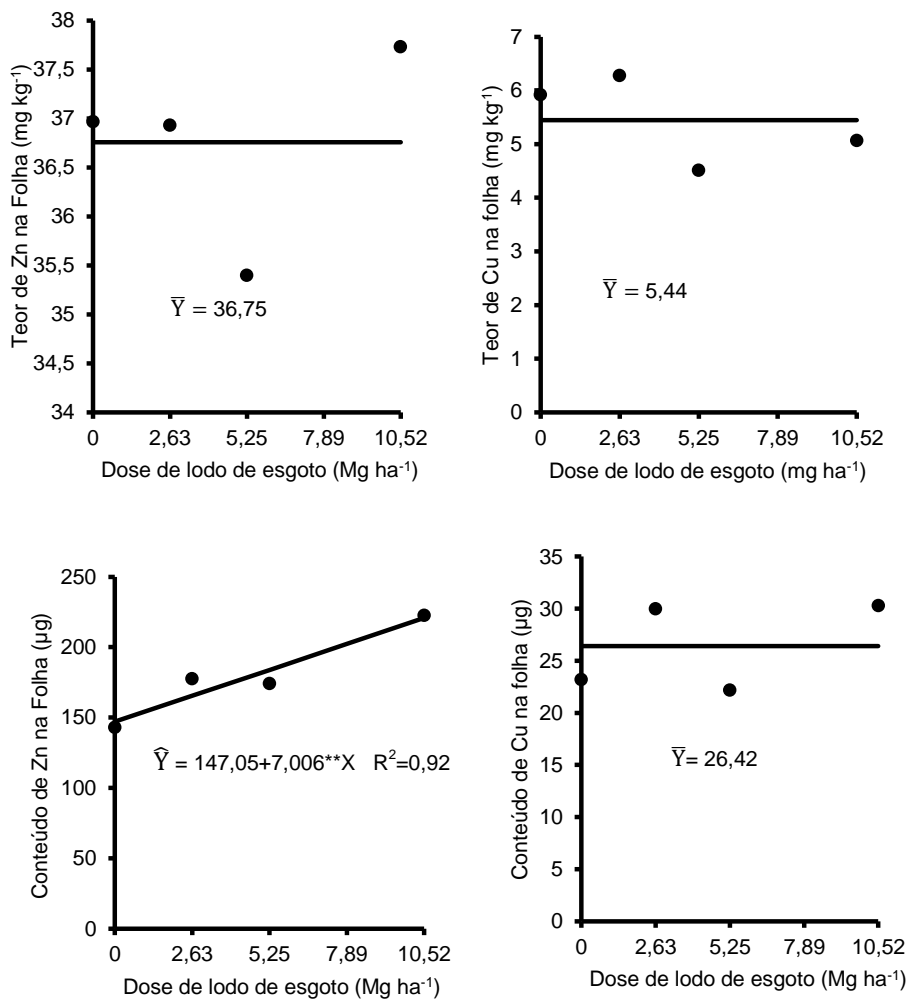 Teor de Zn na Folha (mg kg⁻¹)
38
37,5
37
36,5
36
35,5
35
34,5
34
Y̅ = 36,75
0 2,63 5,25 7,89 10,52
Dose de lodo de esgoto (Mg ha⁻¹)
Teor de Cu na folha (mg kg⁻¹)
7
6
5
4
3
2
1
0
Y̅ = 5,44
0 2,63 5,25 7,89 10,52
Dose de lodo de esgoto (mg ha⁻¹)
Conteúdo de Zn na Folha (µg)
250
200
150
100
50
0
Ŷ = 147,05+7,006**X R²=0,92
0 2,63 5,25 7,89 10,52
Dose de lodo de esgoto (Mg ha⁻¹)
Conteúdo de Cu na folha (µg)
35
30
25
20
15
10
5
0
Y̅= 26,42
0 2,63 5,25 7,89 10,52
Dose de lodo de esgoto (Mg ha⁻¹)